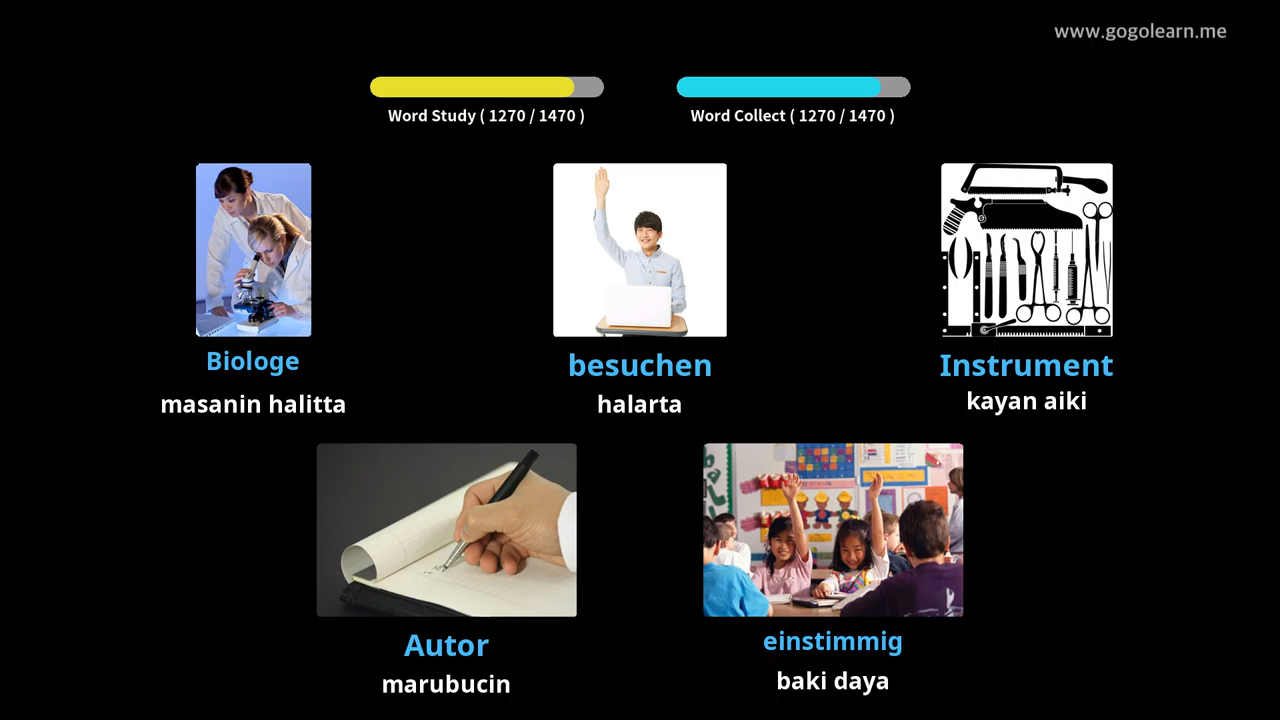 www.gogolearn.me
Word Study ( 1270 / 1470 )
Word Collect ( 1270 / 1470 )
Biologe
masanin halitta
besuchen
halarta
Instrument
kayan aiki
Autor
marubucin
einstimmig
baki daya